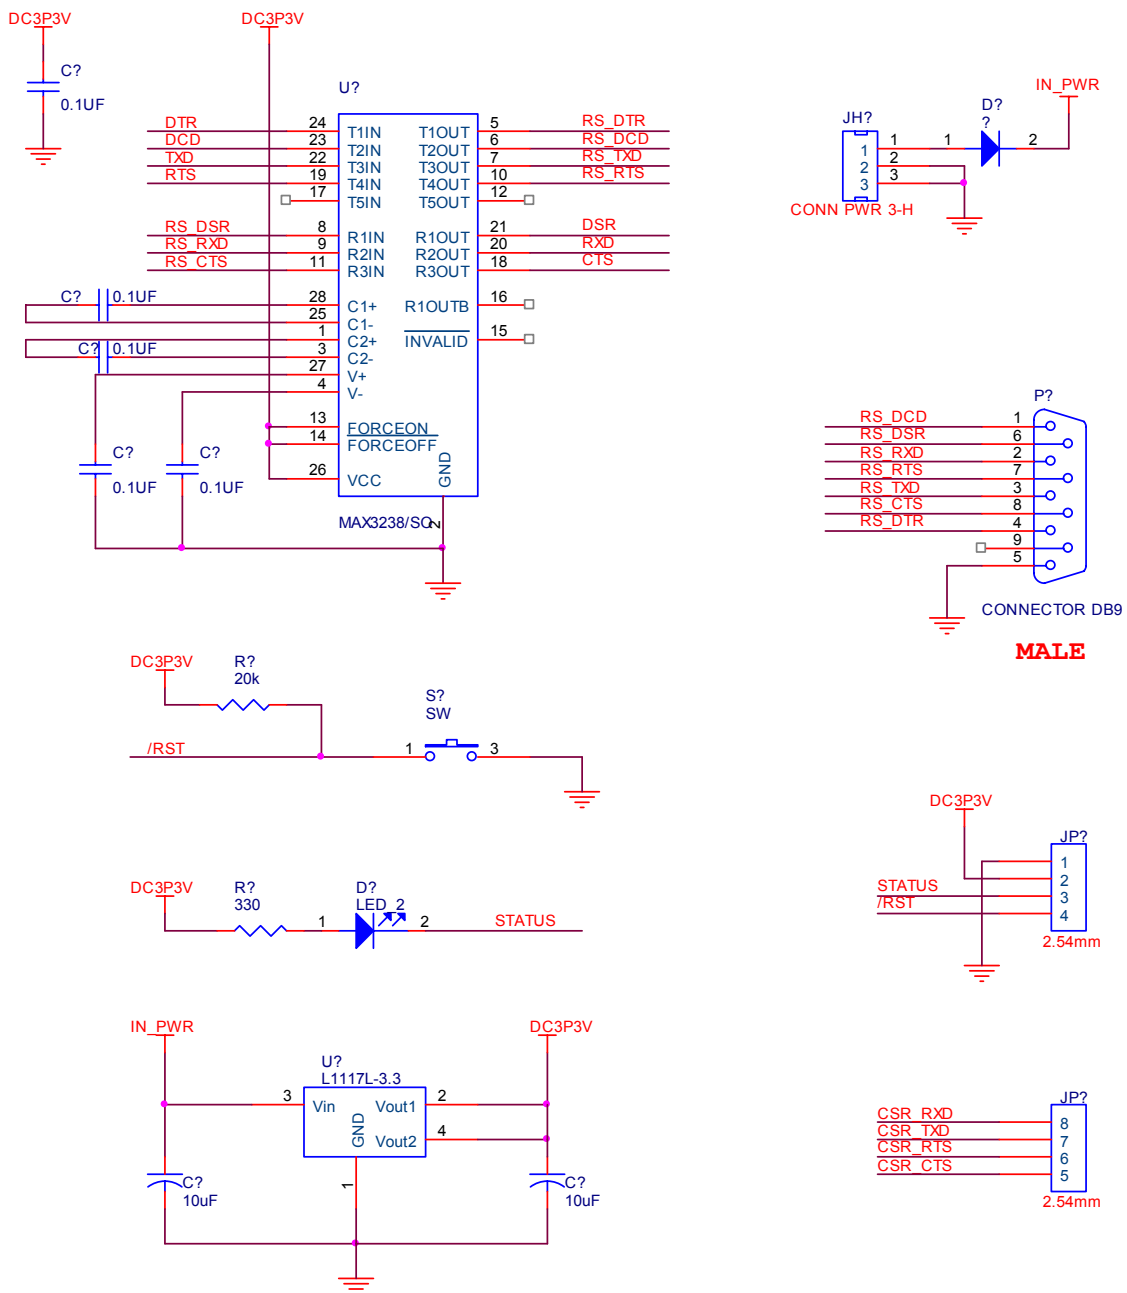 DC3P3V
C?
0.1UF
DC3P3V
U?
DTR 24 T1IN T1OUT 5 RS_DTR
DCD 23 T2IN T2OUT 6 RS_DCD
TXD 22 T3IN T3OUT 7 RS_TXD
RTS 19 T4IN T4OUT 10 RS_RTS
17 T5IN T5OUT 12
RS_DSR 8 R1IN R1OUT 21 DSR
RS_RXD 9 R2IN R2OUT 20 RXD
RS_CTS 11 R3IN R3OUT 18 CTS
C? 0.1UF 28 C1+ R1OUTB 16
25 C1-
1 C2+ INVALID 15
C? 0.1UF 3 C2-
27 V+
4 V-
13 FORCEON
14 FORCEOFF
26 VCC
GND
2
C?
0.1UF
C?
0.1UF
MAX3238/SO
IN_PWR
D?
?
JH?
1 1 1 2
2 2
3 3
CONN PWR 3-H
P?
RS_DCD 1
RS_DSR 6
RS_RXD 2
RS_RTS 7
RS_TXD 3
RS_CTS 8
RS_DTR 4
9
5
CONNECTOR DB9
MALE
DC3P3V
R?
20k
S?
SW
/RST 1 3
DC3P3V
JP?
1
2
STATUS 3
/RST 4
2.54mm
DC3P3V
R?
330
D?
LED_2
1 2 STATUS
IN_PWR
DC3P3V
U?
L1117L-3.3
3 Vin Vout1 2
GND Vout2 4
1
C?
10uF
C?
10uF
JP?
CSR_RXD 8
CSR_TXD 7
CSR_RTS 6
CSR_CTS 5
2.54mm